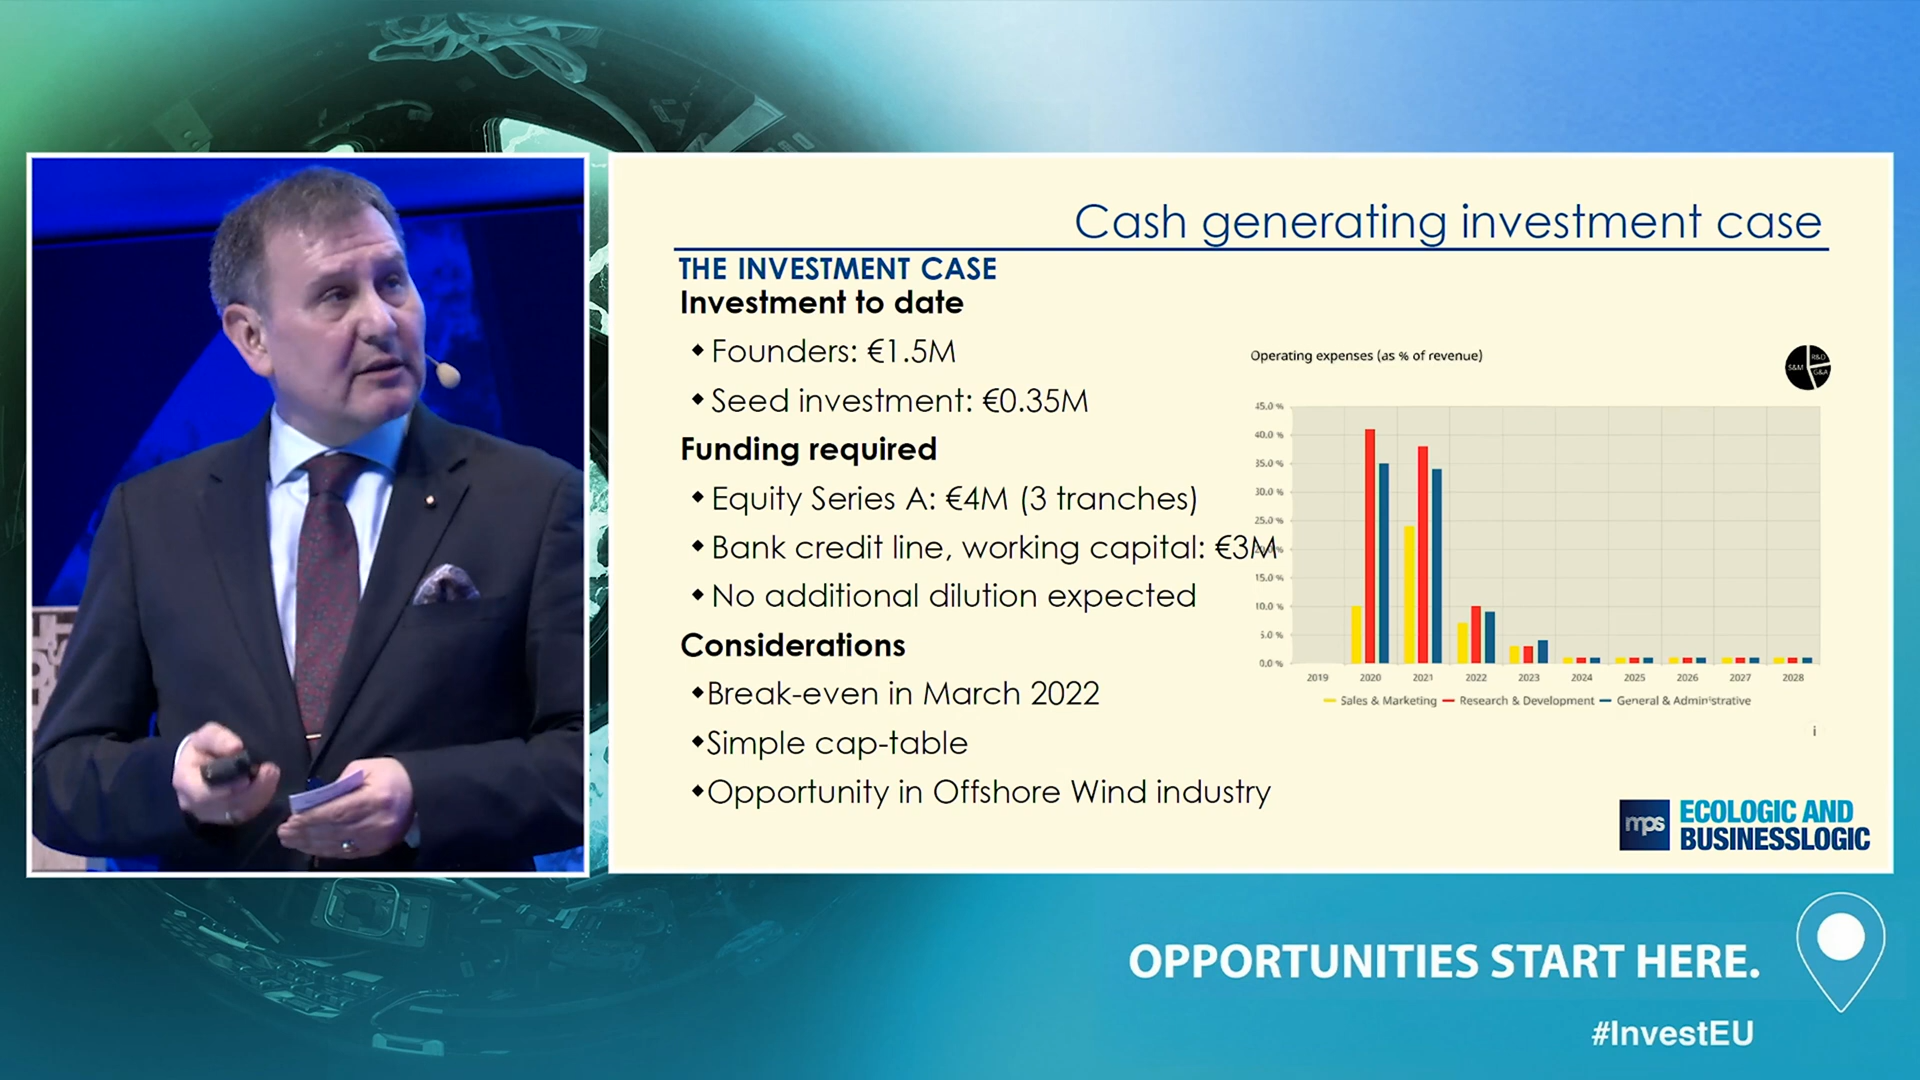 Cash generating investment case
THE INVESTMENT CASE
Investment to date
◆Founders: €1.5M
◆Seed investment: €0.35M
Funding required
◆Equity Series A: €4M (3 tranches)
◆Bank credit line, working capital: €3M
◆No additional dilution expected
Considerations
◆Break-even in March 2022
◆Simple cap-table
◆Opportunity in Offshore Wind industry
Operating expenses (as % of revenue)
S&M
R&D
G&A
45.0 %
40.0 %
35.0 %
30.0 %
25.0 %
15.0 %
10.0 %
5.0 %
0.0 %
2019 2020 2021 2022 2023 2024 2025 2026 2027 2028
Sales & Marketing Research & Development General & Administrative
i
mps
ECOLOGIC AND
BUSINESSLOGIC
OPPORTUNITIES START HERE.
#InvestEU